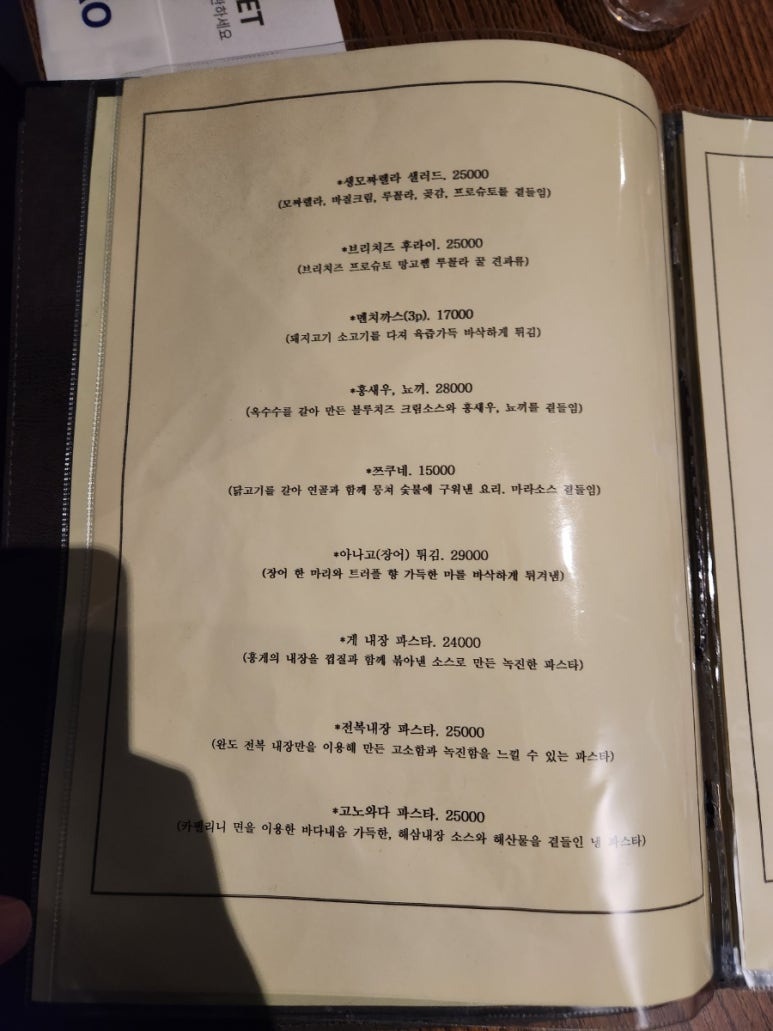 ET
AO
하세요
*생모짜렐라 샐러드. 25000
(모짜렐라, 바질크림, 루꼴라, 곶감, 프로슈토를 곁들임)
*브리치즈 후라이. 25000
(브리치즈 프로슈토 망고쨈 루꼴라 꿀 견과류)
*멘치까스(3p). 17000
(돼지고기 소고기를 다져 육즙가득 바삭하게 튀김)
*홍새우, 뇨끼. 28000
(옥수수를 갈아 만든 블루치즈 크림소스와 홍새우, 뇨끼를 곁들임)
*쯔쿠네. 15000
(닭고기를 갈아 연골과 함께 뭉쳐 숯불에 구워낸 요리. 마라소스 곁들임)
*아나고(장어) 튀김. 29000
(장어 한 마리와 트러플 향 가득한 마를 바삭하게 튀겨냄)
*게 내장 파스타. 24000
(홍게의 내장을 껍질과 함께 볶아낸 소스로 만든 녹진한 파스타)
*전복내장 파스타. 25000
(완도 전복 내장만을 이용해 만든 고소함과 녹진함을 느낄 수 있는 파스타)
*고노와다 파스타. 25000
(카펠리니 면을 이용한 바다내음 가득한, 해삼내장 소스와 해산물을 곁들인 냉 파스타)